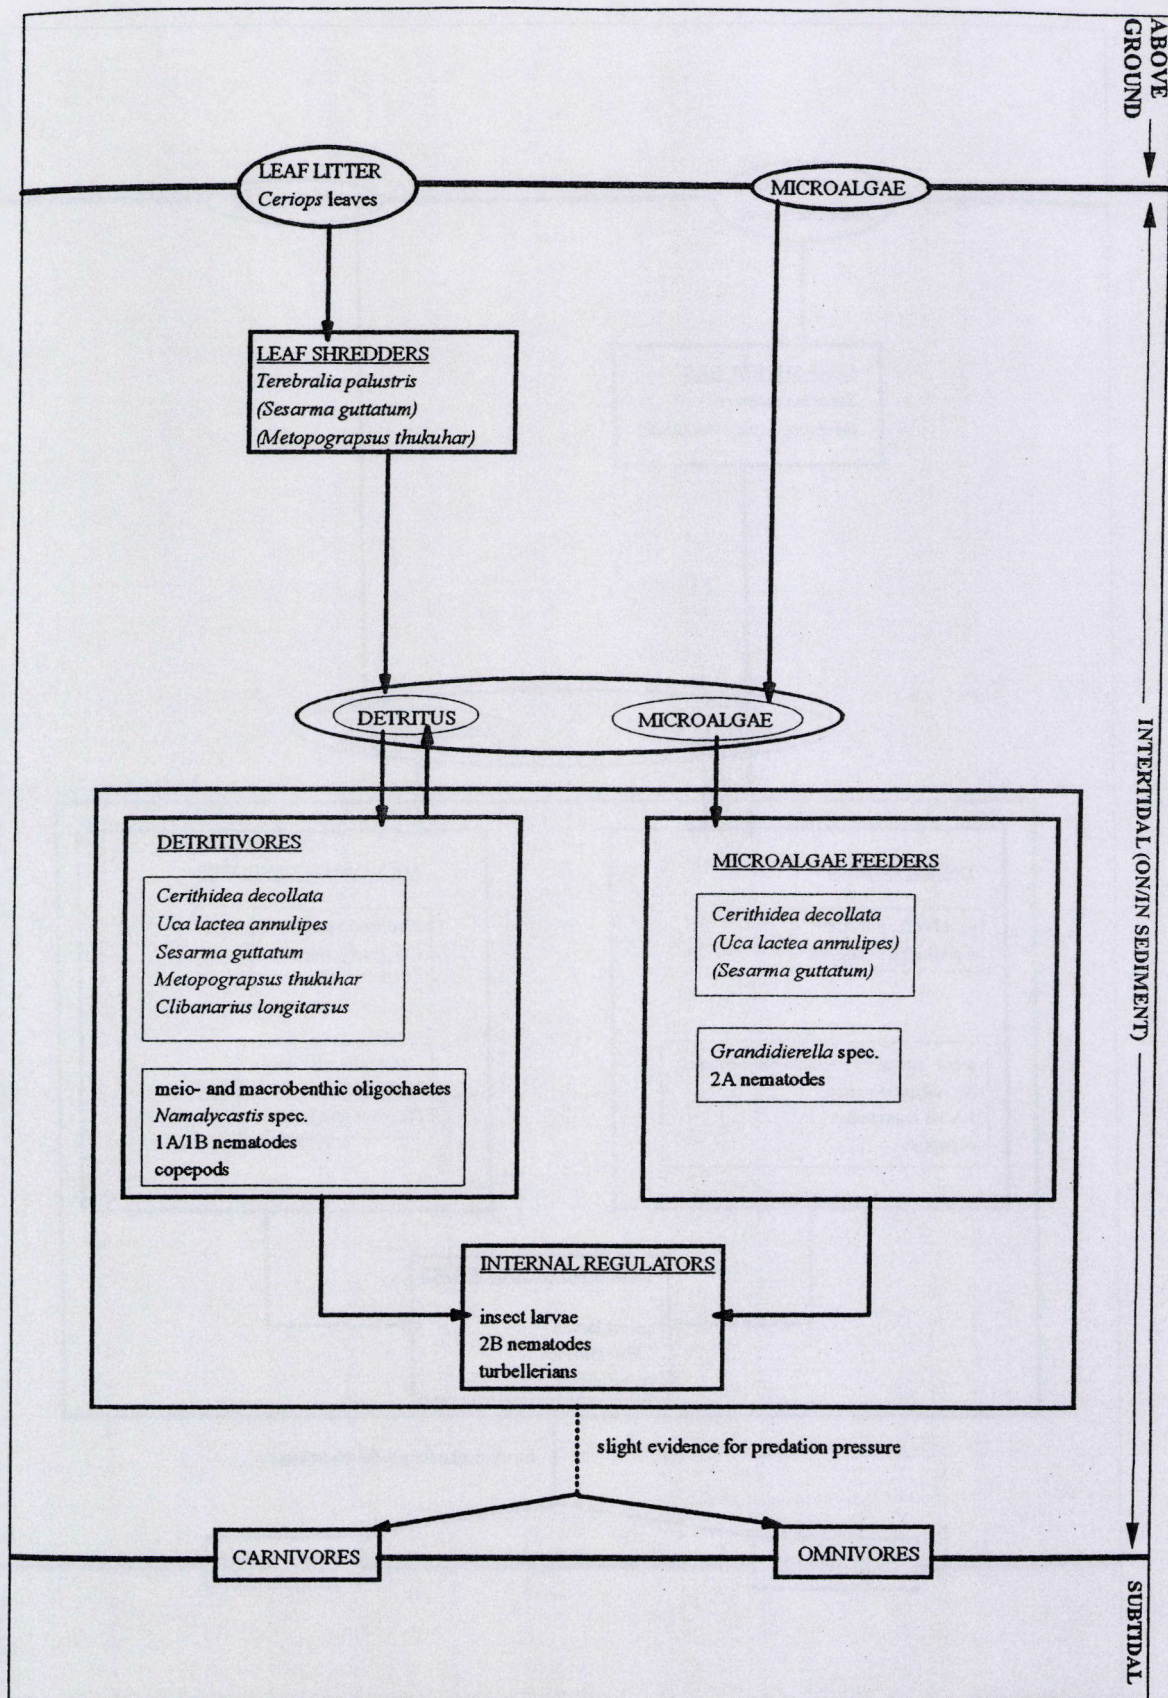 ABOVE
GROUND
LEAF LITTER
Ceriops leaves
MICROALGAE
LEAF SHREDDERS
Terebralia palustris
(Sesarma guttatum)
(Metopograpsus thukuhar)
DETRITUS
MICROALGAE
INTERTIDAL (ON/IN SEDIMENT)
DETRITIVORES
Cerithidea decollata
Uca lactea annulipes
Sesarma guttatum
Metopograpsus thukuhar
Clibanarius longitarsus
meio- and macrobenthic oligochaetes
Namalycastis spec.
1A/1B nematodes
copepods
MICROALGAE FEEDERS
Cerithidea decollata
(Uca lactea annulipes)
(Sesarma guttatum)
Grandidierella spec.
2A nematodes
INTERNAL REGULATORS
insect larvae
2B nematodes
turbellerians
slight evidence for predation pressure
CARNIVORES
OMNIVORES
SUBTIDAL